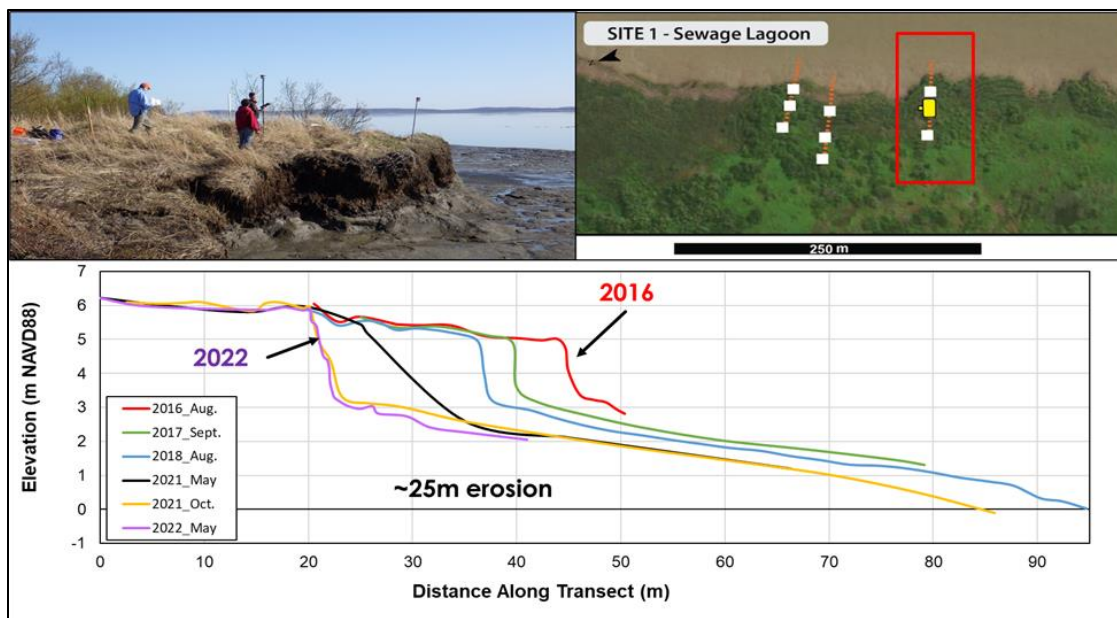 SITE 1 - Sewage Lagoon
250 m
7
6
5
4
3
2
1
0
-1
Elevation (m NAVD88)
2016
2022
2016_Aug.
2017_Sept.
2018_Aug.
2021_May
2021_Oct.
2022_May
~25m erosion
0 10 20 30 40 50 60 70 80 90
Distance Along Transect (m)